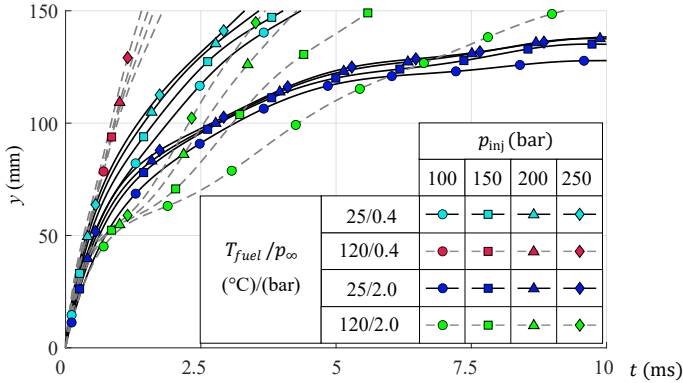 150
100
50
0
y (mm)
0
2.5
5
7.5
10
t (ms)
p_inj (bar)
100 150 200 250
T_fuel / p_∞
(°C)/(bar)
25/0.4
120/0.4
25/2.0
120/2.0